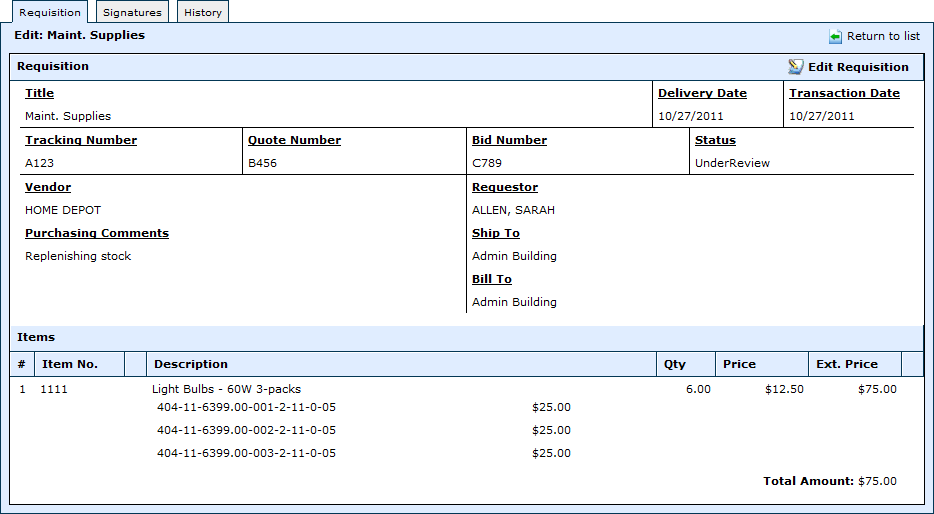 Requisition Signatures History
Edit: Maint. Supplies Return to list
Requisition Edit Requisition
Title Delivery Date Transaction Date
Maint. Supplies 10/27/2011 10/27/2011
Tracking Number Quote Number Bid Number Status
A123 B456 C789 UnderReview
Vendor Requestor
HOME DEPOT ALLEN, SARAH
Purchasing Comments Ship To
Replenishing stock Admin Building
Bill To
Admin Building
Items
# Item No. Description Qty Price Ext. Price
1 1111 Light Bulbs - 60W 3-packs 6.00 $12.50 $75.00
404-11-6399.00-001-2-11-0-05 $25.00
404-11-6399.00-002-2-11-0-05 $25.00
404-11-6399.00-003-2-11-0-05 $25.00
Total Amount: $75.00